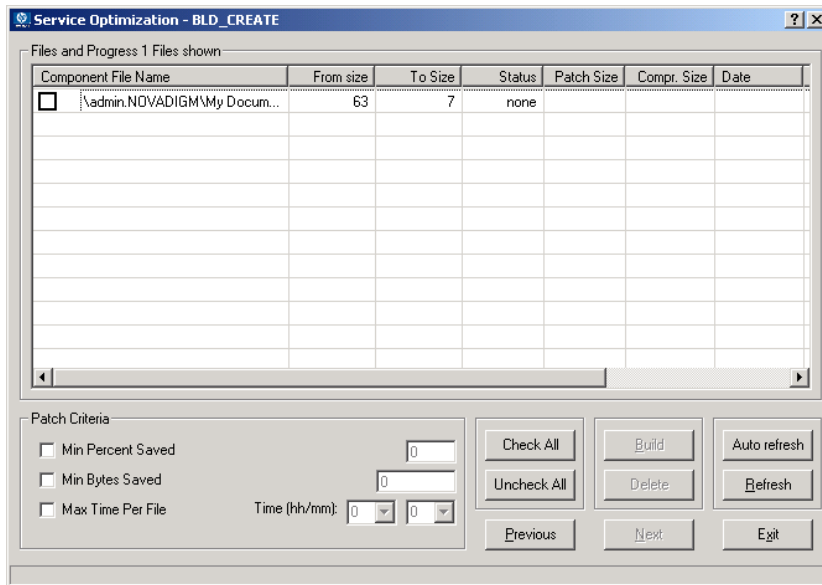 Service Optimization - BLD_CREATE
Files and Progress 1 Files shown
Component File Name From size To Size Status Patch Size Compr. Size Date
\admin.NOVADIGM\My Docum... 63 7 none
Patch Criteria
Min Percent Saved 0
Min Bytes Saved 0
Max Time Per File Time (hh/mm): 0 0
Check All Build Auto refresh
Uncheck All Delete Refresh
Previous Next Exit